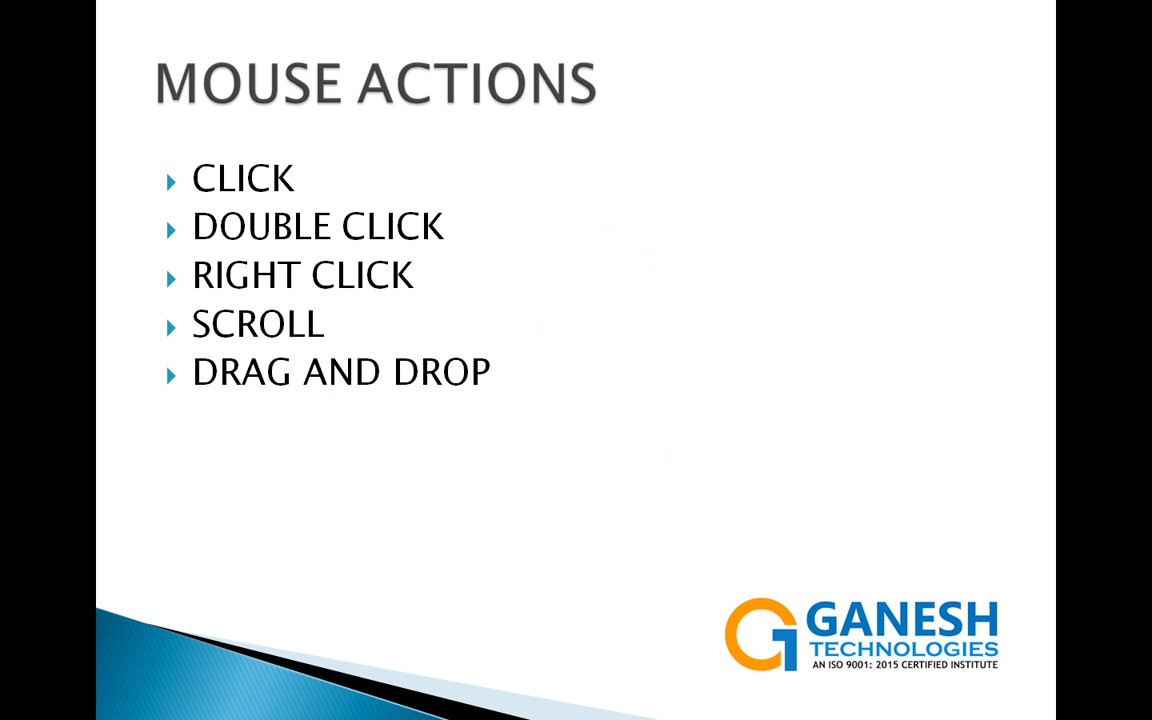 MOUSE ACTIONS
CLICK
DOUBLE CLICK
RIGHT CLICK
SCROLL
DRAG AND DROP
GANESH
TECHNOLOGIES
AN ISO 9001: 2015 CERTIFIED INSTITUTE